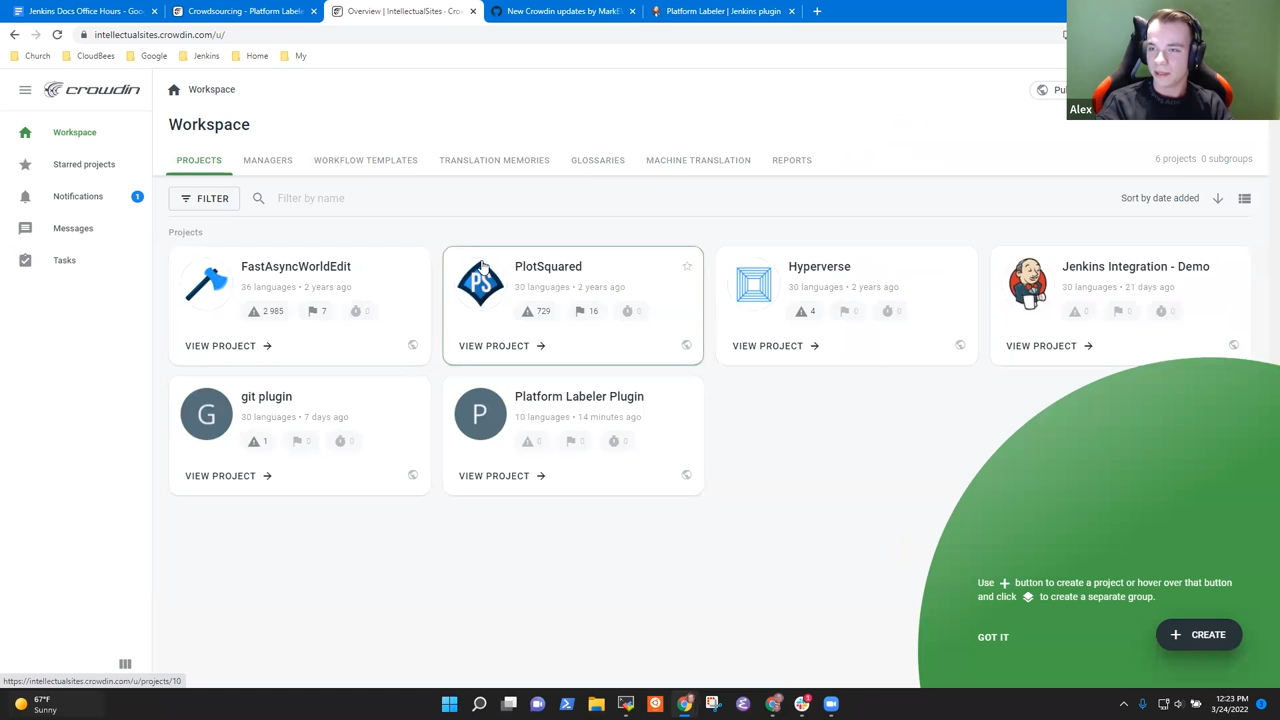 Jenkins Docs Office Hours - Goo
Crowdsourcing - Platform Labele
Overview | IntellectualSites - Cro
New Crowdin updates by MarkE
Platform Labeler | Jenkins plugin
intellectualsites.crowdin.com/u/
Church
CloudBees
Google
Jenkins
Home
My
crowdin
Workspace
Workspace
Starred projects
Notifications
1
Messages
Tasks
Workspace
PROJECTS
MANAGERS
WORKFLOW TEMPLATES
TRANSLATION MEMORIES
GLOSSARIES
MACHINE TRANSLATION
REPORTS
6 projects 0 subgroups
FILTER
Filter by name
Sort by date added
Projects
FastAsyncWorldEdit
36 languages • 2 years ago
2 985
7
0
VIEW PROJECT
PS
PlotSquared
30 languages • 2 years ago
729
16
0
VIEW PROJECT
Hyperverse
30 languages • 2 years ago
4
0
0
VIEW PROJECT
Jenkins Integration - Demo
30 languages • 21 days ago
0
0
0
VIEW PROJECT
G
git plugin
30 languages • 7 days ago
1
0
0
VIEW PROJECT
P
Platform Labeler Plugin
10 languages • 14 minutes ago
0
0
0
VIEW PROJECT
Use + button to create a project or hover over that button
and click to create a separate group.
GOT IT
+ CREATE
Alex
https://intellectualsites.crowdin.com/u/projects/10
67°F
Sunny
12:23 PM
3/24/2022